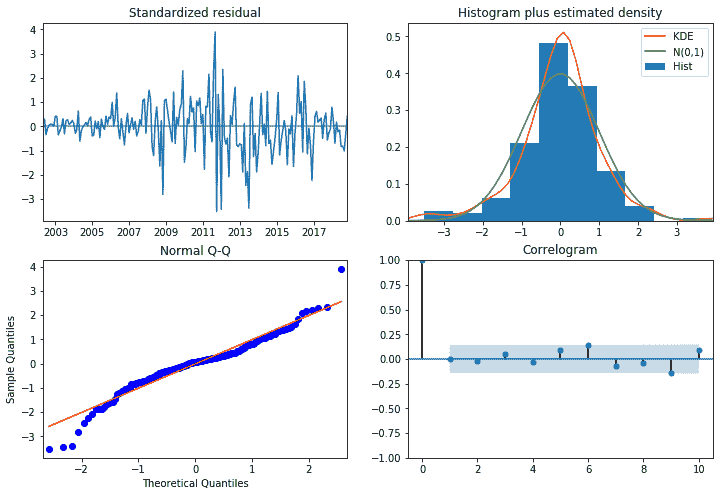 Standardized residual
4
3
2
1
0
−1
−2
−3
2003 2005 2007 2009 2011 2013 2015 2017
Histogram plus estimated density
KDE
N(0,1)
Hist
0.5
0.4
0.3
0.2
0.1
0.0
−3 −2 −1 0 1 2 3
Normal Q-Q
Sample Quantiles
4
3
2
1
0
−1
−2
−3
−2 −1 0 1 2
Theoretical Quantiles
Correlogram
1.00
0.75
0.50
0.25
0.00
−0.25
−0.50
−0.75
−1.00
0 2 4 6 8 10